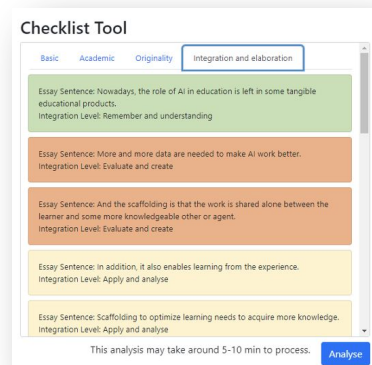 Checklist Tool
Basic Academic Originality Integration and elaboration
Essay Sentence: Nowadays, the role of AI in education is left in some tangible
educational products.
Integration Level: Remember and understanding
Essay Sentence: More and more data are needed to make AI work better.
Integration Level: Evaluate and create
Essay Sentence: And the scaffolding is that the work is shared alone between the
learner and some more knowledgeable other or agent.
Integration Level: Evaluate and create
Essay Sentence: In addition, it also enables learning from the experience.
Integration Level: Apply and analyse
Essay Sentence: Scaffolding to optimize learning needs to acquire more knowledge.
Integration Level: Apply and analyse
This analysis may take around 5-10 min to process.
Analyse